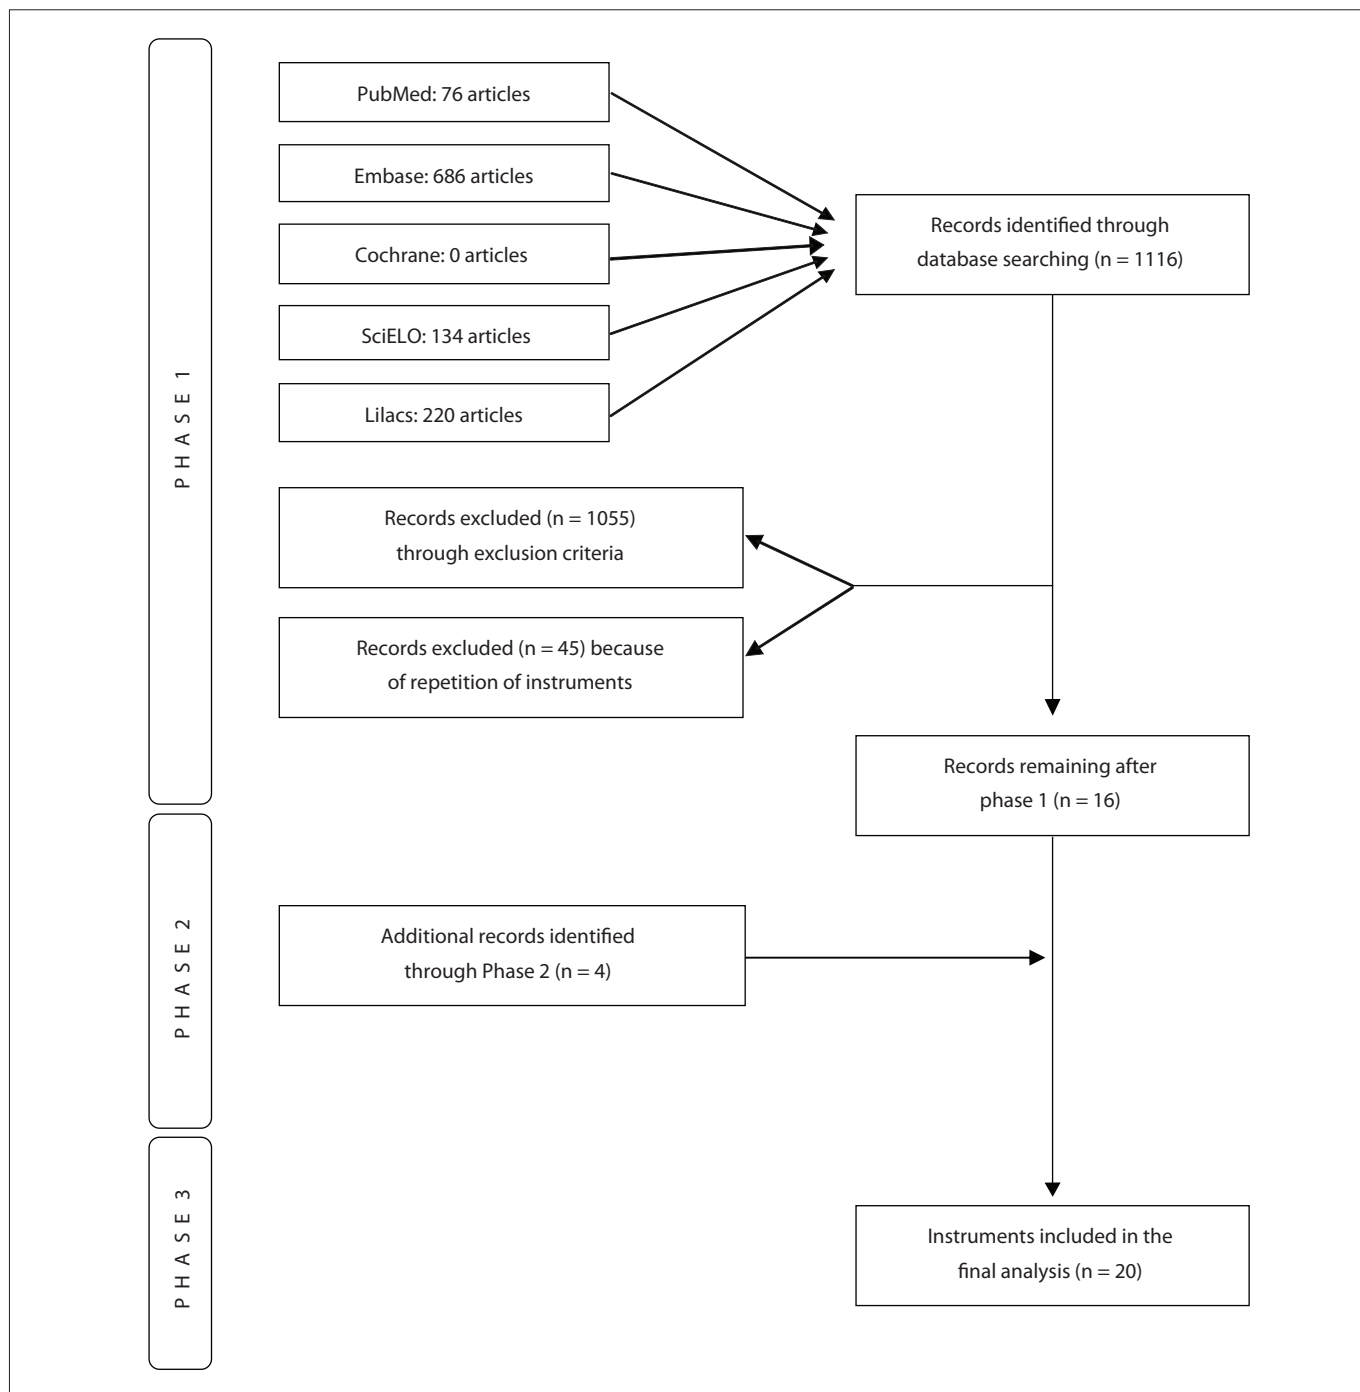 PHASE 1
PubMed: 76 articles
Embase: 686 articles
Cochrane: 0 articles
SciELO: 134 articles
Lilacs: 220 articles
Records identified through
database searching (n = 1116)
Records excluded (n = 1055)
through exclusion criteria
Records excluded (n = 45) because
of repetition of instruments
Records remaining after
phase 1 (n = 16)
PHASE 2
Additional records identified
through Phase 2 (n = 4)
PHASE 3
Instruments included in the
final analysis (n = 20)